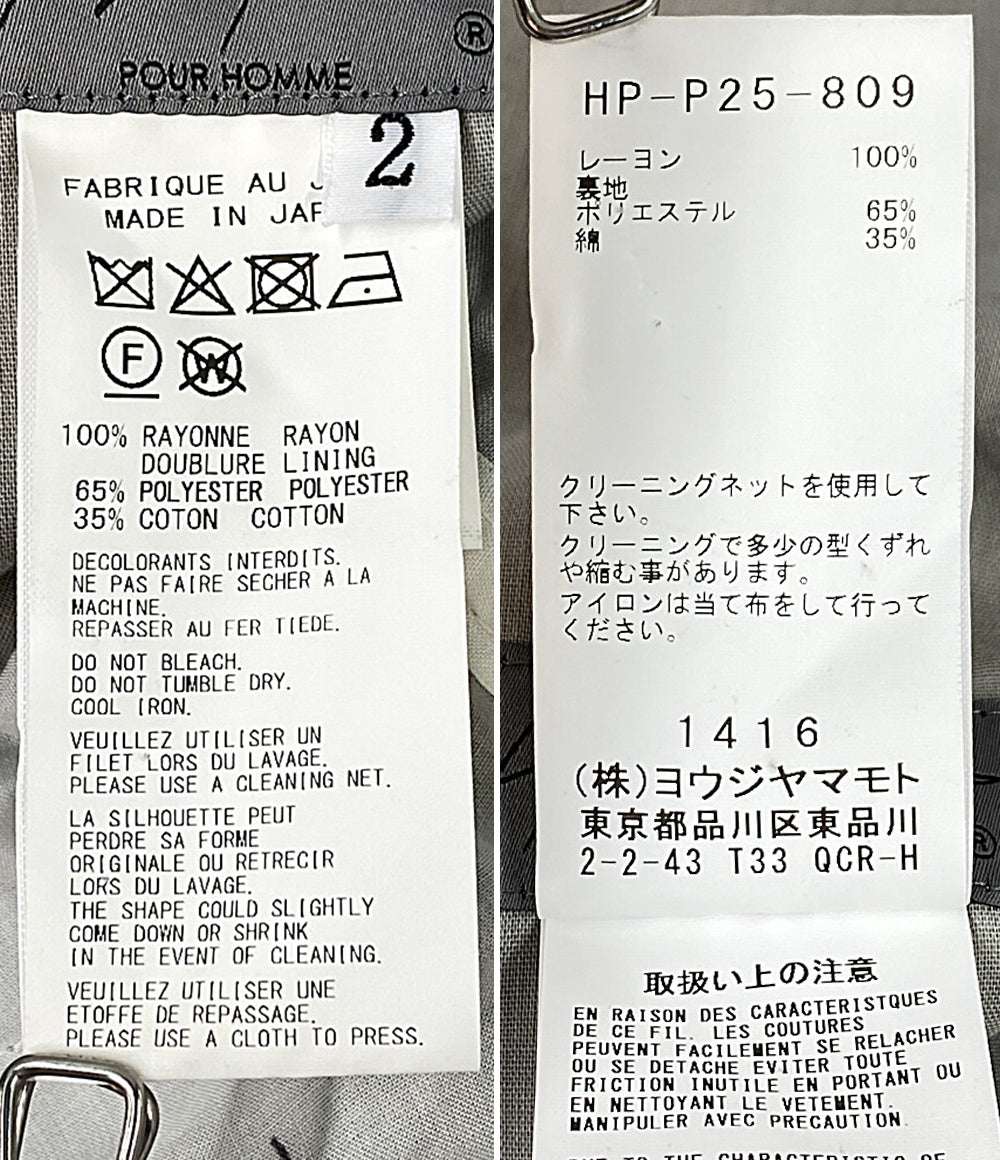 ®
POUR HOMME
2
FABRIQUE AU J
MADE IN JAP
F
W
100% RAYONNE RAYON
DOUBLURE LINING
65% POLYESTER POLYESTER
35% COTON COTTON
DECOLORANTS INTERDITS.
NE PAS FAIRE SECHER A LA
MACHINE.
REPASSER AU FER TIEDE.
DO NOT BLEACH.
DO NOT TUMBLE DRY.
COOL IRON.
VEUILLEZ UTILISER UN
FILET LORS DU LAVAGE.
PLEASE USE A CLEANING NET.
LA SILHOUETTE PEUT
PERDRE SA FORME
ORIGINALE OU RETRECIR
LORS DU LAVAGE.
THE SHAPE COULD SLIGHTLY
COME DOWN OR SHRINK
IN THE EVENT OF CLEANING.
VEUILLEZ UTILISER UNE
ETOFFE DE REPASSAGE.
PLEASE USE A CLOTH TO PRESS.
HP-P25-809
レーヨン 100%
裏地
ポリエステル 65%
綿 35%
クリーニングネットを使用して
下さい。
クリーニングで多少の型くずれ
や縮む事があります。
アイロンは当て布をして行って
ください。
1416
(株)ヨウジヤマモト
東京都品川区東品川
2-2-43 T33 QCR-H
®
取扱い上の注意
EN RAISON DES CARACTERISTQUES
DE CE FIL. LES COUTURES
PEUVENT FACILEMENT SE RELACHER
OU SE DETACHE EVITER TOUTE
FRICTION INUTILE EN PORTANT OU
EN NETTOYANT LE VETEMENT.
MANIPULER AVEC PRECAUTION.
DUE TO THE CHARACTERISTIC OF